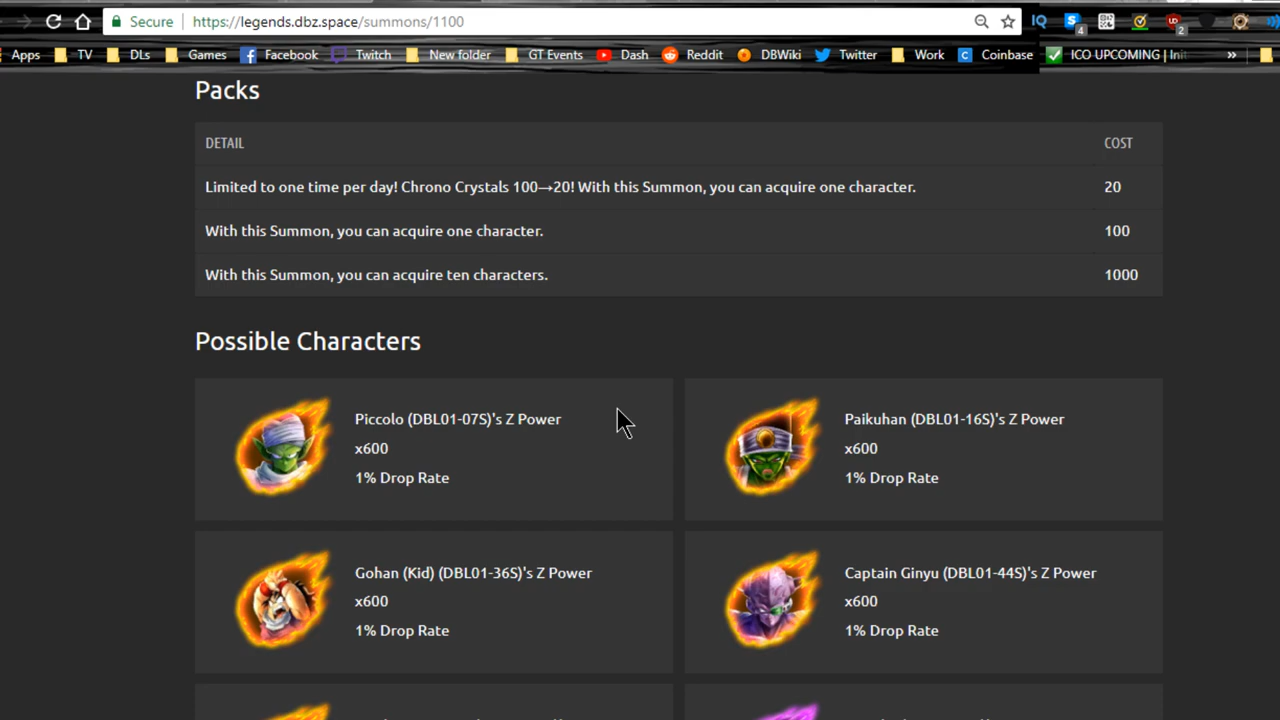 Secure https://legends.dbz.space/summons/1100
Apps TV DLs Games Facebook Twitch New folder GT Events Dash Reddit DBWiki Twitter Work Coinbase ICO UPCOMING | »
Packs
DETAIL COST
Limited to one time per day! Chrono Crystals 100→20! With this Summon, you can acquire one character. 20
With this Summon, you can acquire one character. 100
With this Summon, you can acquire ten characters. 1000
Possible Characters
Piccolo (DBL01-07S)'s Z Power
x600
1% Drop Rate
Paikuhan (DBL01-16S)'s Z Power
x600
1% Drop Rate
Gohan (Kid) (DBL01-36S)'s Z Power
x600
1% Drop Rate
Captain Ginyu (DBL01-44S)'s Z Power
x600
1% Drop Rate